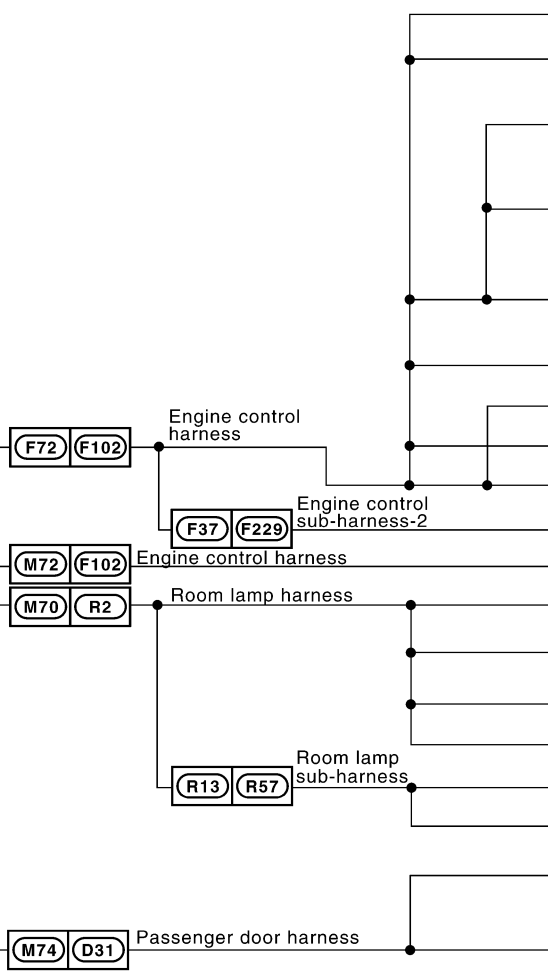 Engine control
harness
F72 F102
Engine control
sub-harness-2
F37 F229
Engine control harness
M72 F102
Room lamp harness
M70 R2
Room lamp
sub-harness
R13 R57
Passenger door harness
M74 D31